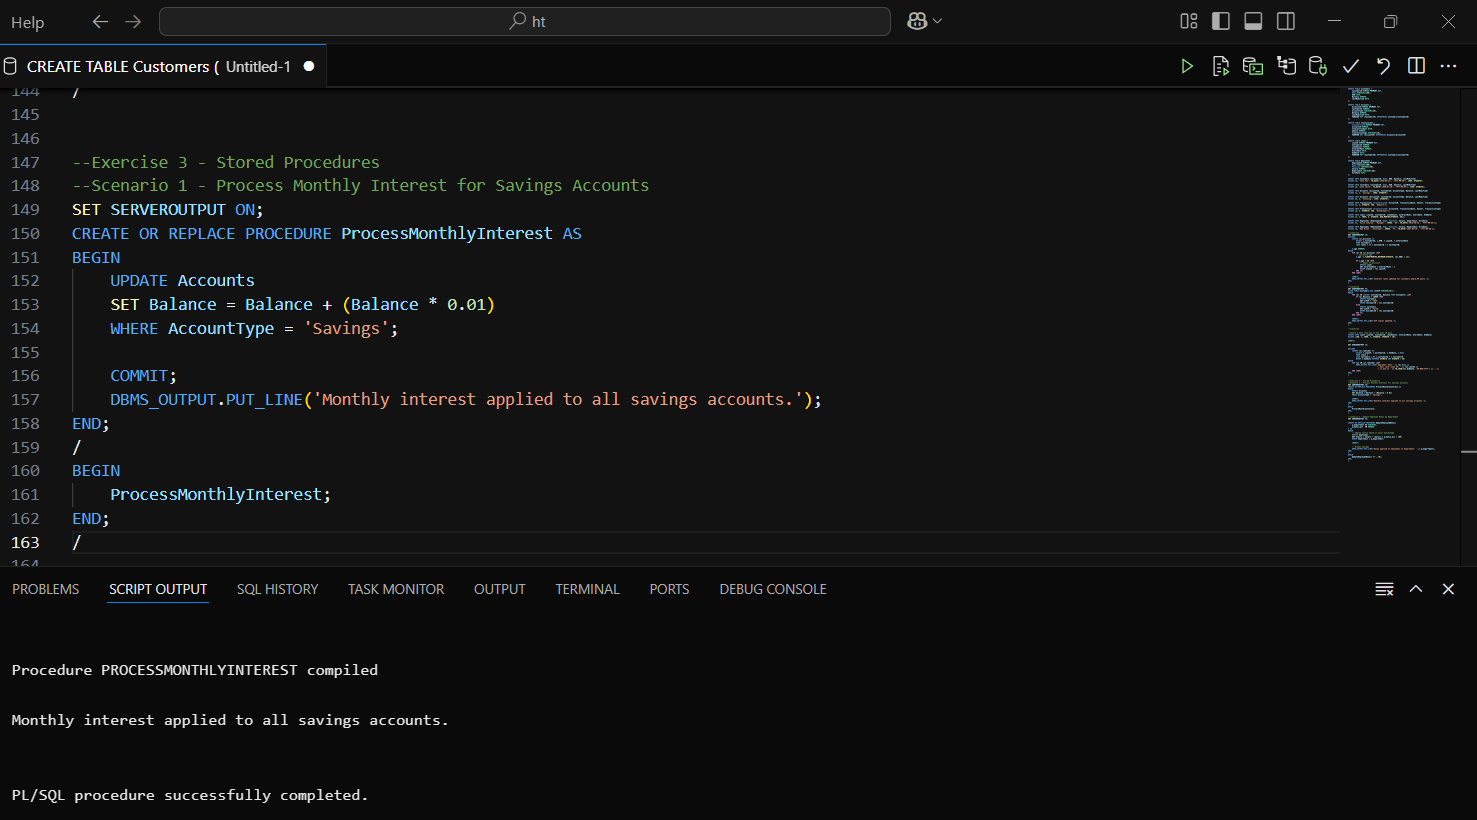 Help
ht
CREATE TABLE Customers ( Untitled-1
144 /
145
146
147 --Exercise 3 - Stored Procedures
148 --Scenario 1 - Process Monthly Interest for Savings Accounts
149 SET SERVEROUTPUT ON;
150 CREATE OR REPLACE PROCEDURE ProcessMonthlyInterest AS
151 BEGIN
152 UPDATE Accounts
153 SET Balance = Balance + (Balance * 0.01)
154 WHERE AccountType = 'Savings';
155
156 COMMIT;
157 DBMS_OUTPUT.PUT_LINE('Monthly interest applied to all savings accounts.');
158 END;
159 /
160 BEGIN
161 ProcessMonthlyInterest;
162 END;
163 /
164
PROBLEMS SCRIPT OUTPUT SQL HISTORY TASK MONITOR OUTPUT TERMINAL PORTS DEBUG CONSOLE
Procedure PROCESSMONTHLYINTEREST compiled
Monthly interest applied to all savings accounts.
PL/SQL procedure successfully completed.